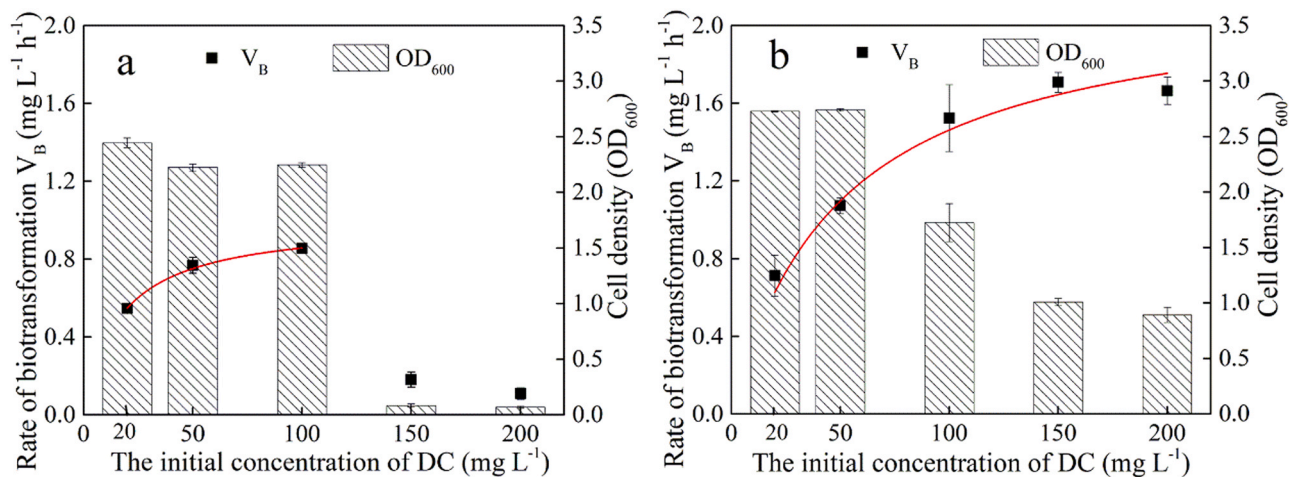 a
V_B
OD_600
Rate of biotransformation V_B (mg L^-1 h^-1)
2.0
1.6
1.2
0.8
0.4
0.0
3.5
3.0
2.5
2.0
1.5
1.0
0.5
0.0
Cell density (OD_600)
0 20 50 100 150 200
The initial concentration of DC (mg L^-1)
b
V_B
OD_600
Rate of biotransformation V_B (mg L^-1 h^-1)
2.0
1.6
1.2
0.8
0.4
0.0
3.5
3.0
2.5
2.0
1.5
1.0
0.5
0.0
Cell density (OD_600)
0 20 50 100 150 200
The initial concentration of DC (mg L^-1)